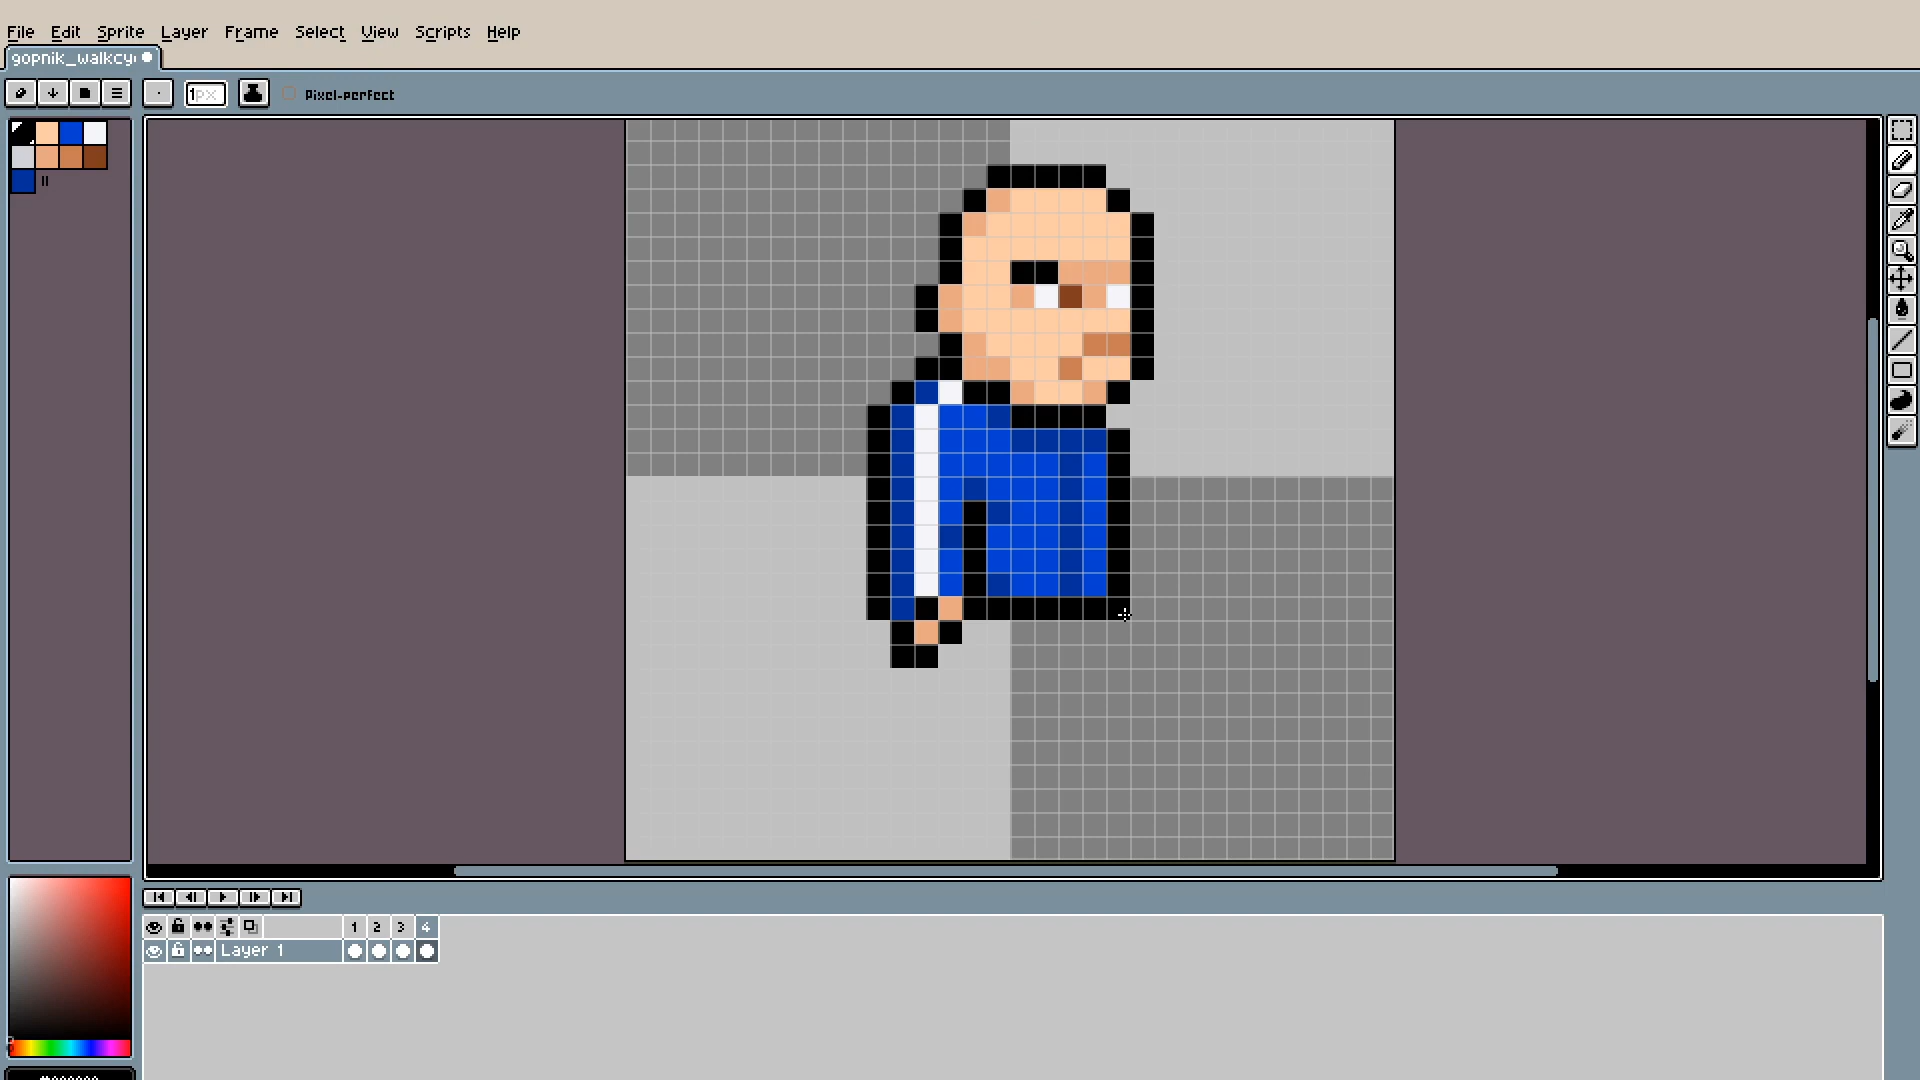 File Edit Sprite Layer Frame Select View Scripts Help
gopnik_walkcy
1px Pixel-perfect
1 2 3 4
Layer 1